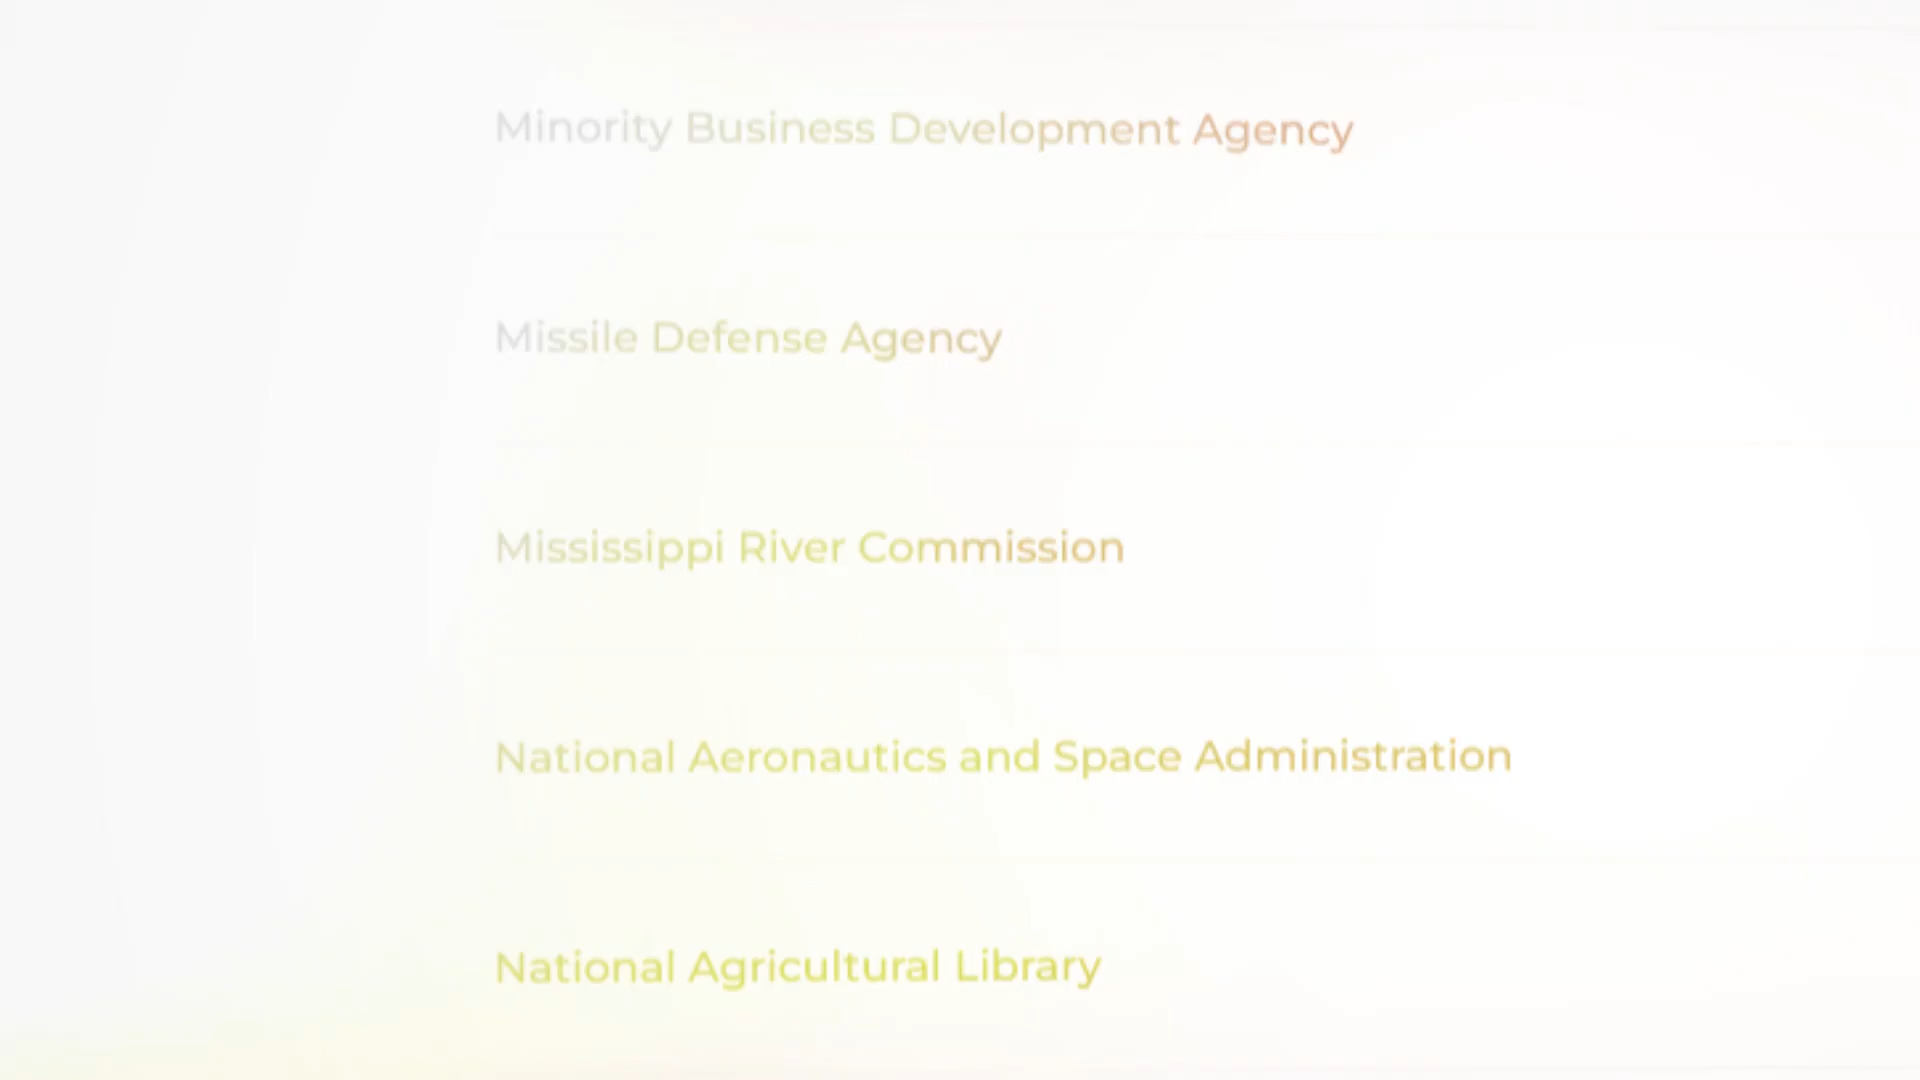 Minority Business Development Agency
Missile Defense Agency
Mississippi River Commission
National Aeronautics and Space Administration
National Agricultural Library